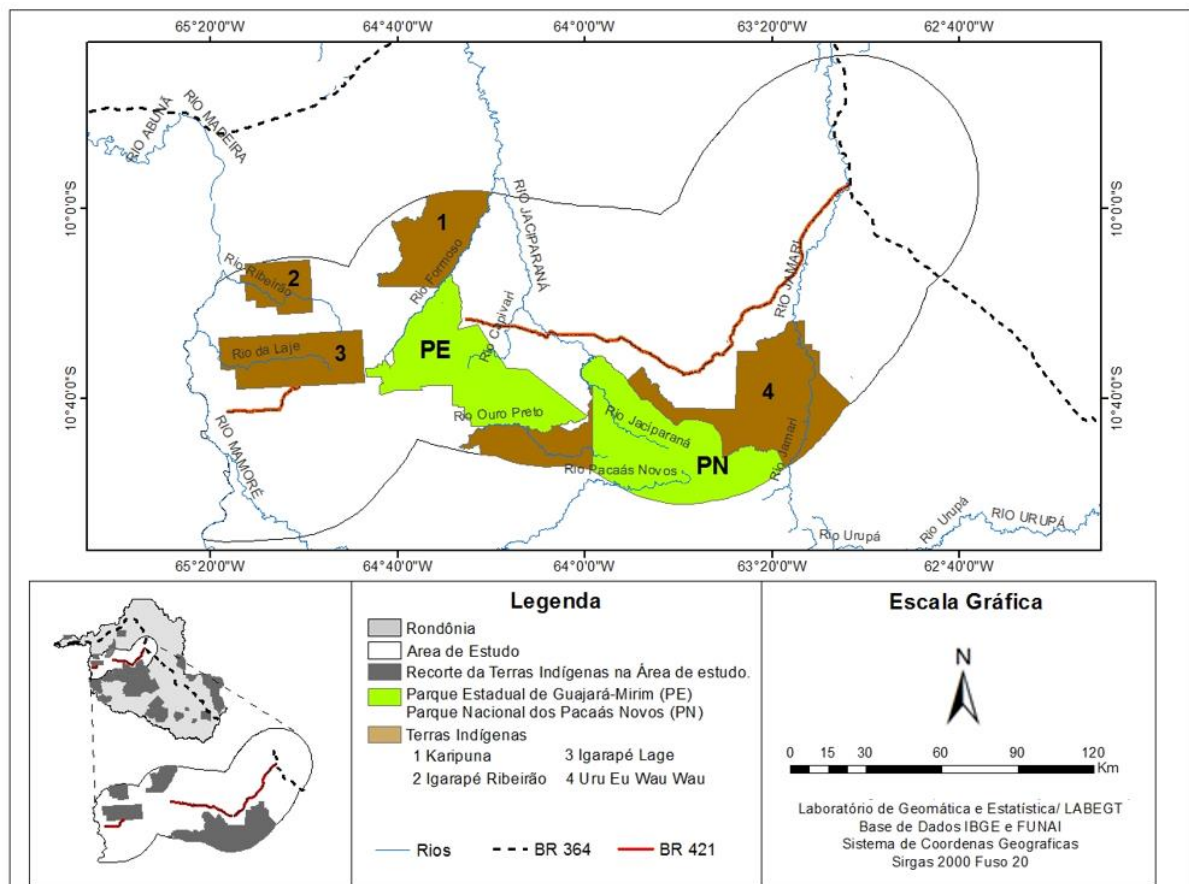 65°20'0"W
64°40'0"W
64°0'0"W
63°20'0"W
62°40'0"W
10°0'0"S
10°40'0"S
10°0'0"S
10°40'0"S
RIO ABUNÃ
RIO MADEIRA
RIO JACIPARANÁ
RIO JAMARI
1
Rio Formoso
Rio Ribeirão
2
Rio da Laje
3
PE
Rio Capivari
4
Rio Ouro Preto
Rio Jaciparaná
Rio Pacaás Novos
PN
Rio Jamari
RIO MAMORÉ
Rio Urupá
Rio Urupá
RIO URUPÁ
65°20'0"W
64°40'0"W
64°0'0"W
63°20'0"W
62°40'0"W
Legenda
Rondônia
Area de Estudo
Recorte da Terras Indígenas na Área de estudo.
Parque Estadual de Guajará-Mirim (PE)
Parque Nacional dos Pacaás Novos (PN)
Terras Indígenas
1 Karipuna
3 Igarapé Lage
2 Igarapé Ribeirão
4 Uru Eu Wau Wau
Rios
BR 364
BR 421
Escala Gráfica
N
0 15 30 60 90 120
Km
Laboratório de Geomática e Estatística/ LABEGT
Base de Dados IBGE e FUNAI
Sistema de Coordenas Geograficas
Sirgas 2000 Fuso 20